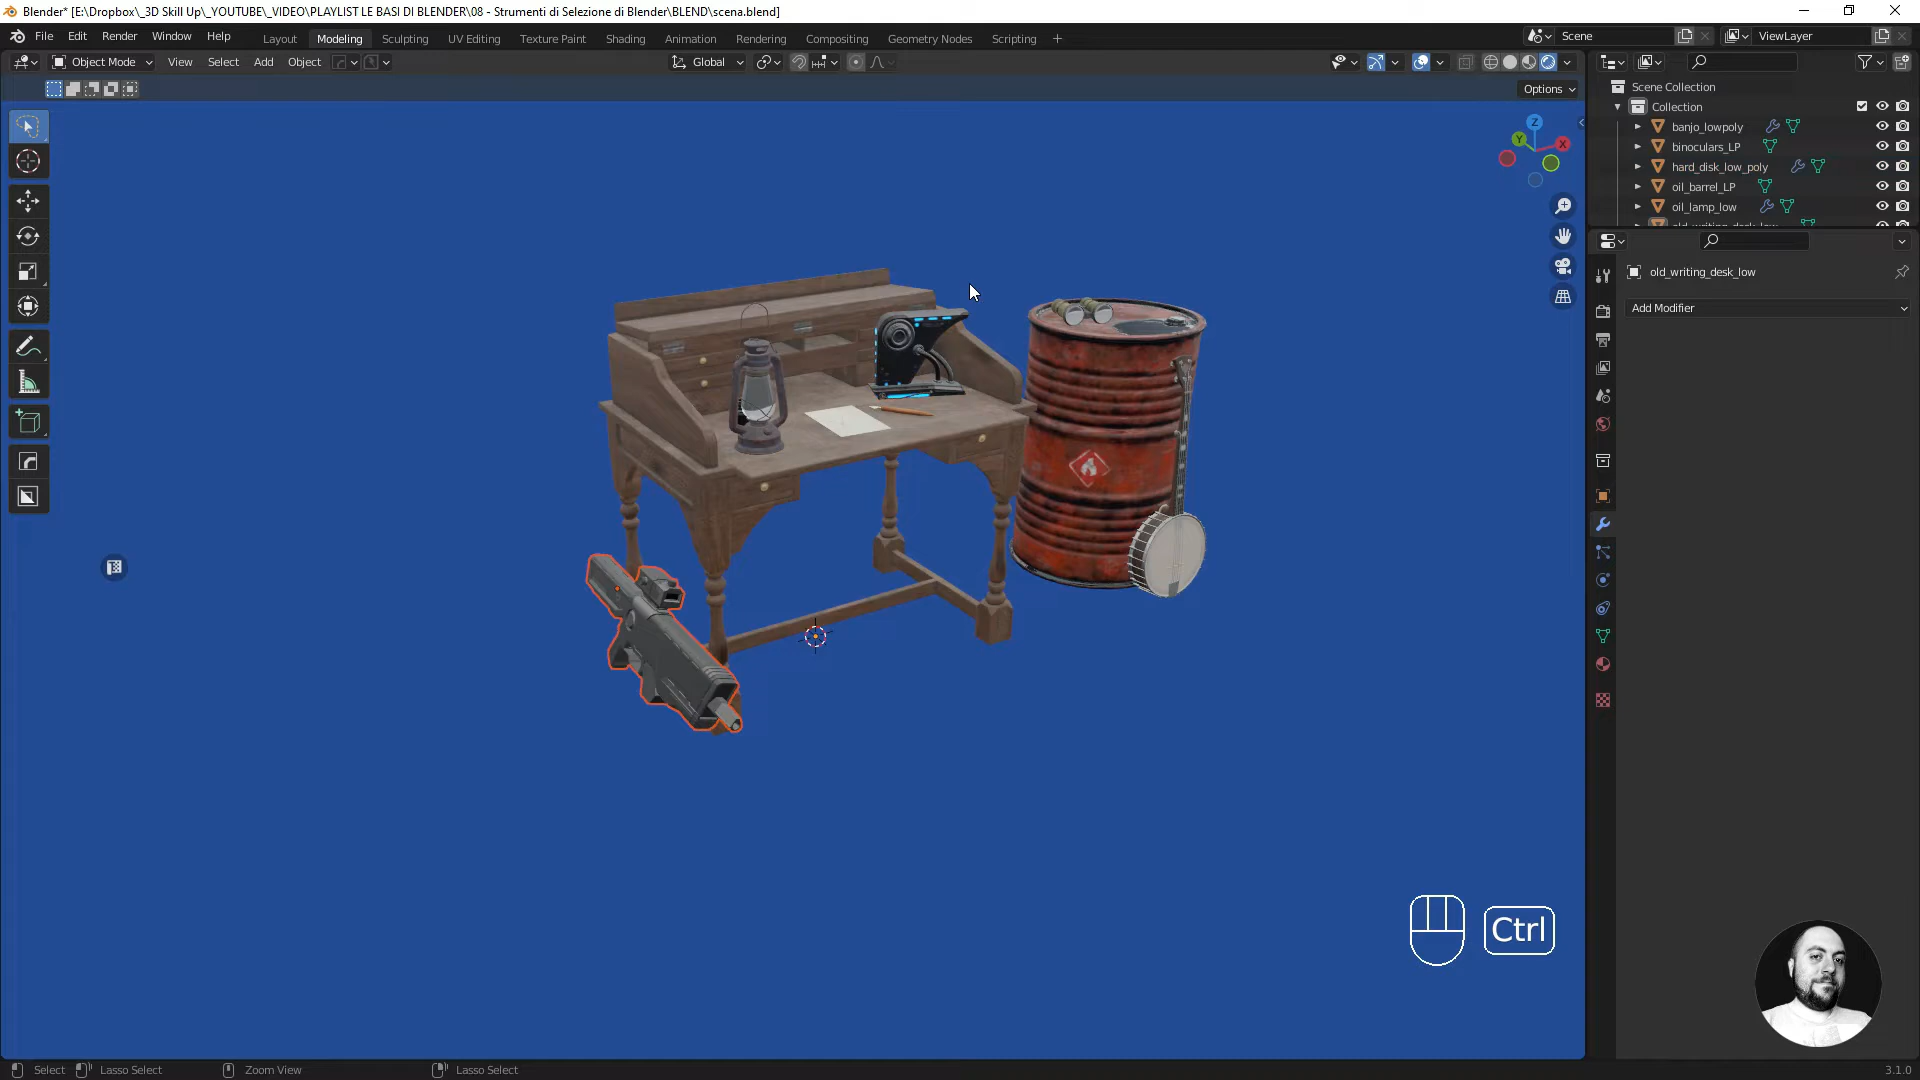 Blender* [E:\Dropbox\_3D Skill Up\_YOUTUBE\_VIDEO\PLAYLIST LE BASI DI BLENDER\08 - Strumenti di Selezione di Blender\BLEND\scena.blend]
File Edit Render Window Help Layout Modeling Sculpting UV Editing Texture Paint Shading Animation Rendering Compositing Geometry Nodes Scripting + Scene ViewLayer
Object Mode View Select Add Object Global
Options
Scene Collection
Collection
banjo_lowpoly
binoculars_LP
hard_disk_low_poly
oil_barrel_LP
oil_lamp_low
old_writing_desk_low
Add Modifier
Z
Y
X
Ctrl
Select Lasso Select Zoom View Lasso Select 3.1.0